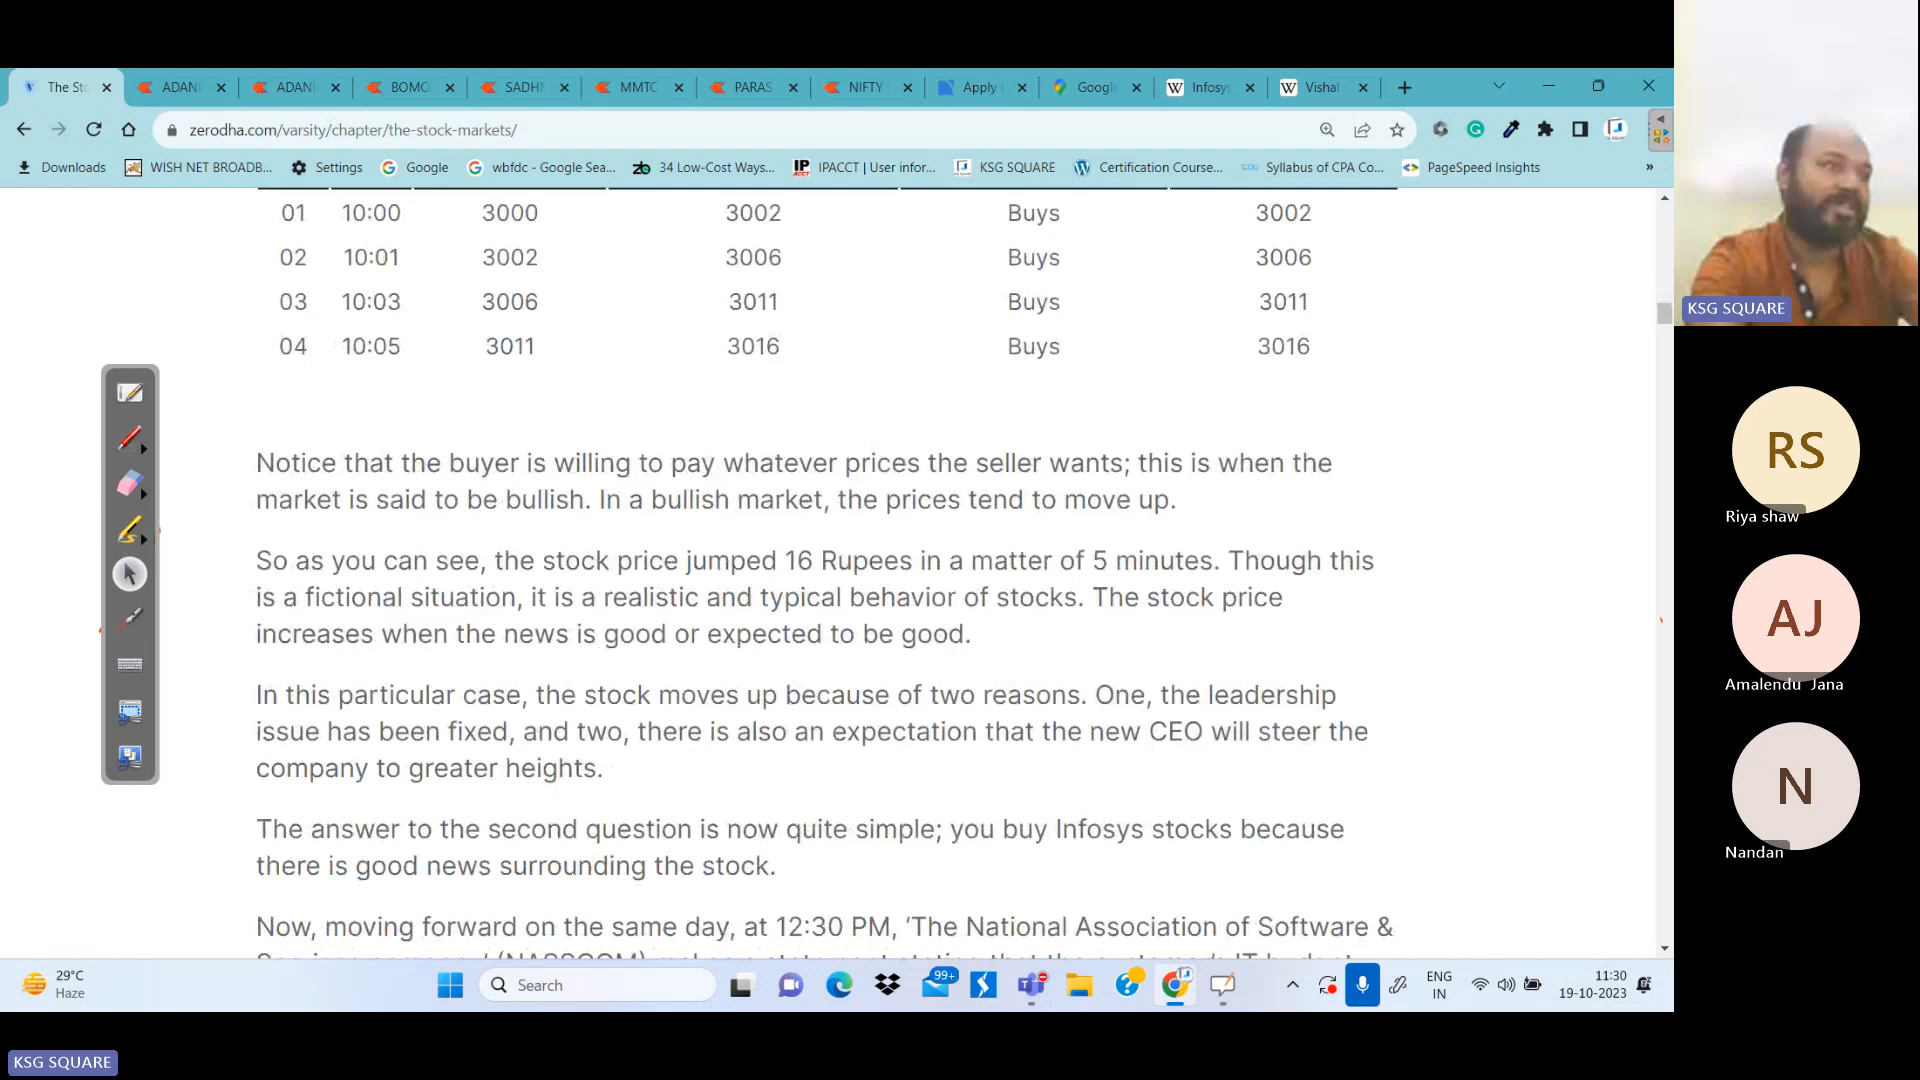 The Sto
ADANI
ADANI
BOMO
SADHN
MMTC
PARAS
NIFTY
Apply
Google
Infosys
Vishal
zerodha.com/varsity/chapter/the-stock-markets/
Downloads
WISH NET BROADB...
Settings
Google
wbfdc - Google Sea...
34 Low-Cost Ways...
IPACCT | User infor...
KSG SQUARE
Certification Course...
Syllabus of CPA Co...
PageSpeed Insights
»
01 10:00 3000 3002 Buys 3002
02 10:01 3002 3006 Buys 3006
03 10:03 3006 3011 Buys 3011
04 10:05 3011 3016 Buys 3016
Notice that the buyer is willing to pay whatever prices the seller wants; this is when the
market is said to be bullish. In a bullish market, the prices tend to move up.
So as you can see, the stock price jumped 16 Rupees in a matter of 5 minutes. Though this
is a fictional situation, it is a realistic and typical behavior of stocks. The stock price
increases when the news is good or expected to be good.
In this particular case, the stock moves up because of two reasons. One, the leadership
issue has been fixed, and two, there is also an expectation that the new CEO will steer the
company to greater heights.
The answer to the second question is now quite simple; you buy Infosys stocks because
there is good news surrounding the stock.
Now, moving forward on the same day, at 12:30 PM, ‘The National Association of Software &
KSG SQUARE
RS
Riya shaw
AJ
Amalendu Jana
N
Nandan
29°C
Haze
Search
99+
ENG
IN
11:30
19-10-2023
KSG SQUARE